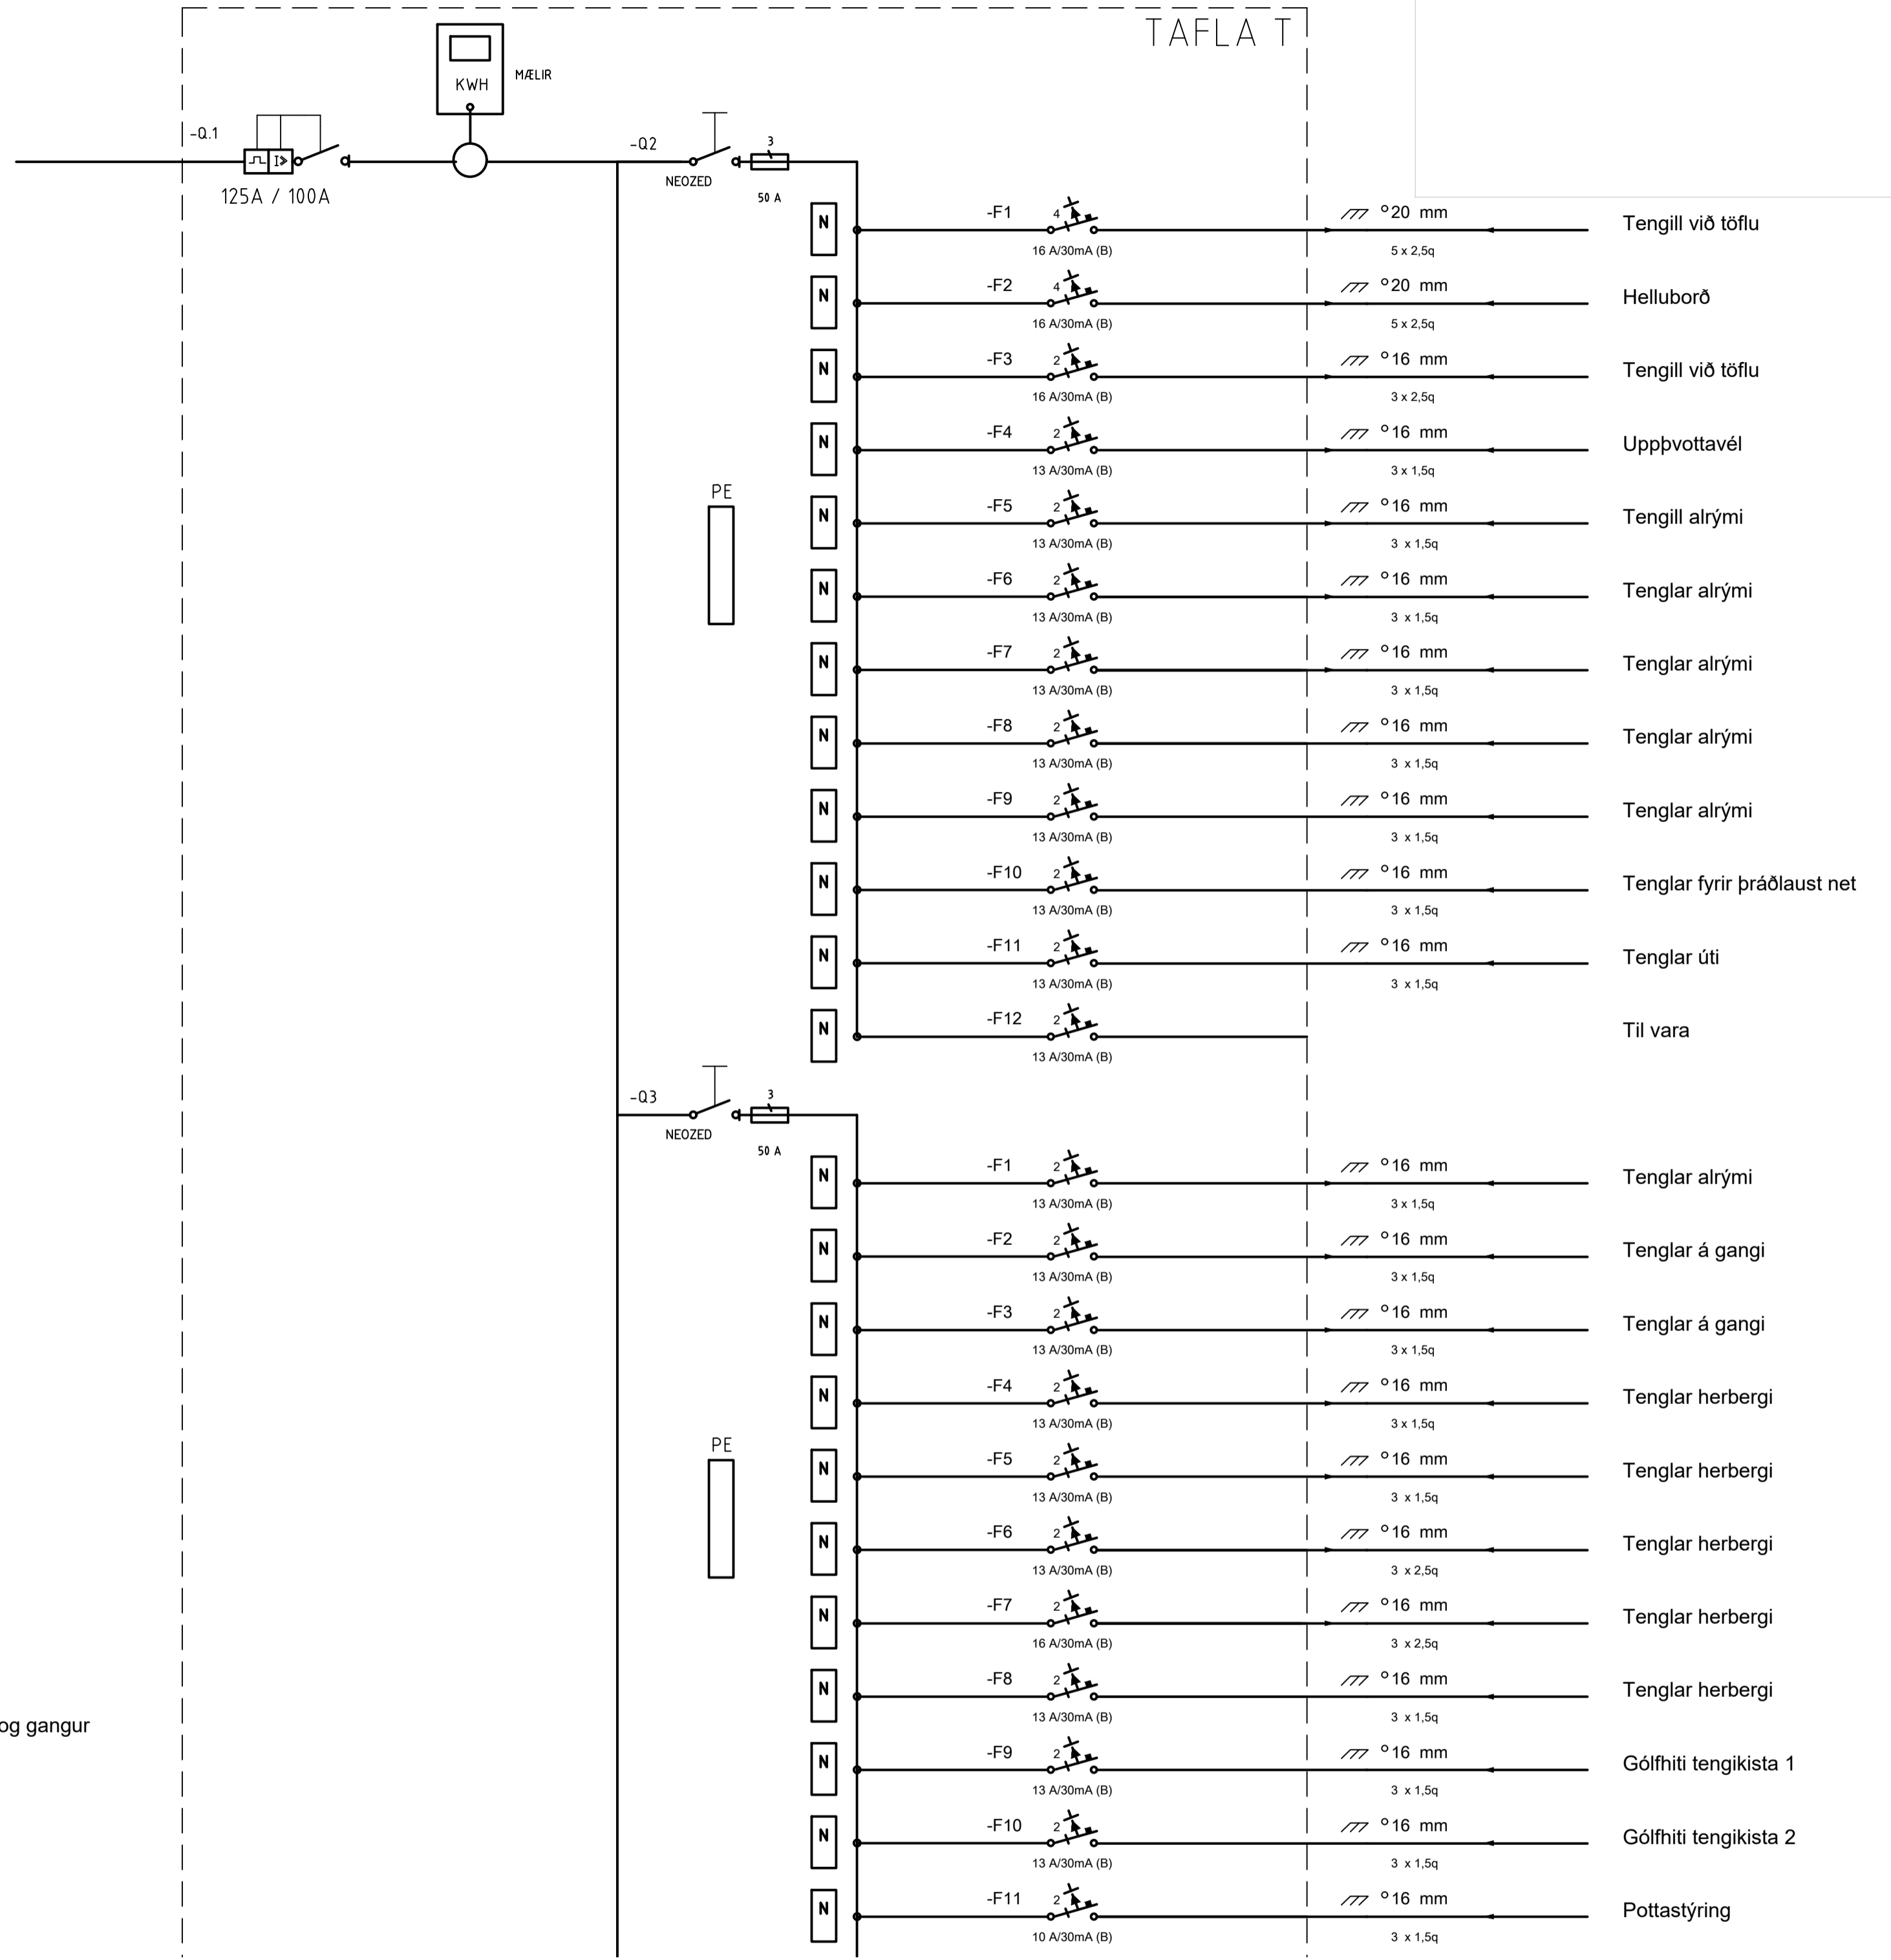 TAFLA T
KWH
MÆLIR
-Q.1
125A / 100A
-Q2
NEOZED
3
50 A
N
-F1
4
16 A/30mA (B)
20 mm
5 x 2,5q
Tengill við töflu
N
-F2
4
16 A/30mA (B)
20 mm
5 x 2,5q
Helluborð
N
-F3
2
16 A/30mA (B)
16 mm
3 x 2,5q
Tengill við töflu
N
-F4
2
13 A/30mA (B)
16 mm
3 x 1,5q
Uppþvottavél
PE
N
-F5
2
13 A/30mA (B)
16 mm
3 x 1,5q
Tengill alrými
N
-F6
2
13 A/30mA (B)
16 mm
3 x 1,5q
Tenglar alrými
N
-F7
2
13 A/30mA (B)
16 mm
3 x 1,5q
Tenglar alrými
N
-F8
2
13 A/30mA (B)
16 mm
3 x 1,5q
Tenglar alrými
N
-F9
2
13 A/30mA (B)
16 mm
3 x 1,5q
Tenglar alrými
N
-F10
2
13 A/30mA (B)
16 mm
3 x 1,5q
Tenglar fyrir þráðlaust net
N
-F11
2
13 A/30mA (B)
16 mm
3 x 1,5q
Tenglar úti
N
-F12
2
13 A/30mA (B)
Til vara
-Q3
NEOZED
3
50 A
N
-F1
2
13 A/30mA (B)
16 mm
3 x 1,5q
Tenglar alrými
N
-F2
2
13 A/30mA (B)
16 mm
3 x 1,5q
Tenglar á gangi
N
-F3
2
13 A/30mA (B)
16 mm
3 x 1,5q
Tenglar á gangi
N
-F4
2
13 A/30mA (B)
16 mm
3 x 1,5q
Tenglar herbergi
PE
N
-F5
2
13 A/30mA (B)
16 mm
3 x 1,5q
Tenglar herbergi
N
-F6
2
13 A/30mA (B)
16 mm
3 x 2,5q
Tenglar herbergi
N
-F7
2
16 A/30mA (B)
16 mm
3 x 2,5q
Tenglar herbergi
N
-F8
2
13 A/30mA (B)
16 mm
3 x 1,5q
Tenglar herbergi
og gangur
N
-F9
2
13 A/30mA (B)
16 mm
3 x 1,5q
Gólfhiti tengikista 1
N
-F10
2
13 A/30mA (B)
16 mm
3 x 1,5q
Gólfhiti tengikista 2
N
-F11
2
10 A/30mA (B)
16 mm
3 x 1,5q
Pottastýring